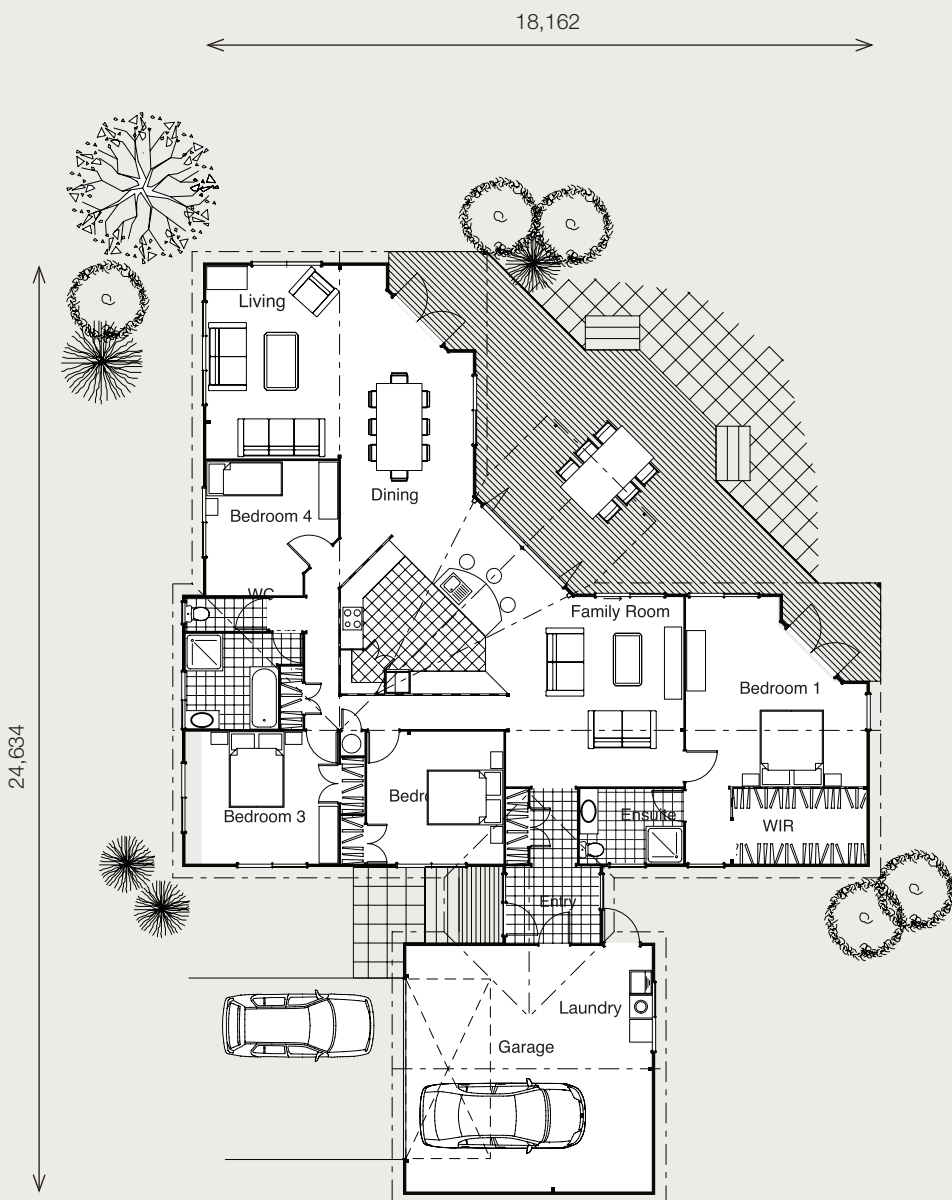 18,162
Living
Dining
Bedroom 4
WC
Family Room
Bedroom 1
24,634
Bedroom 3
Bedr
Ensuite
WIR
Entry
Laundry
Garage